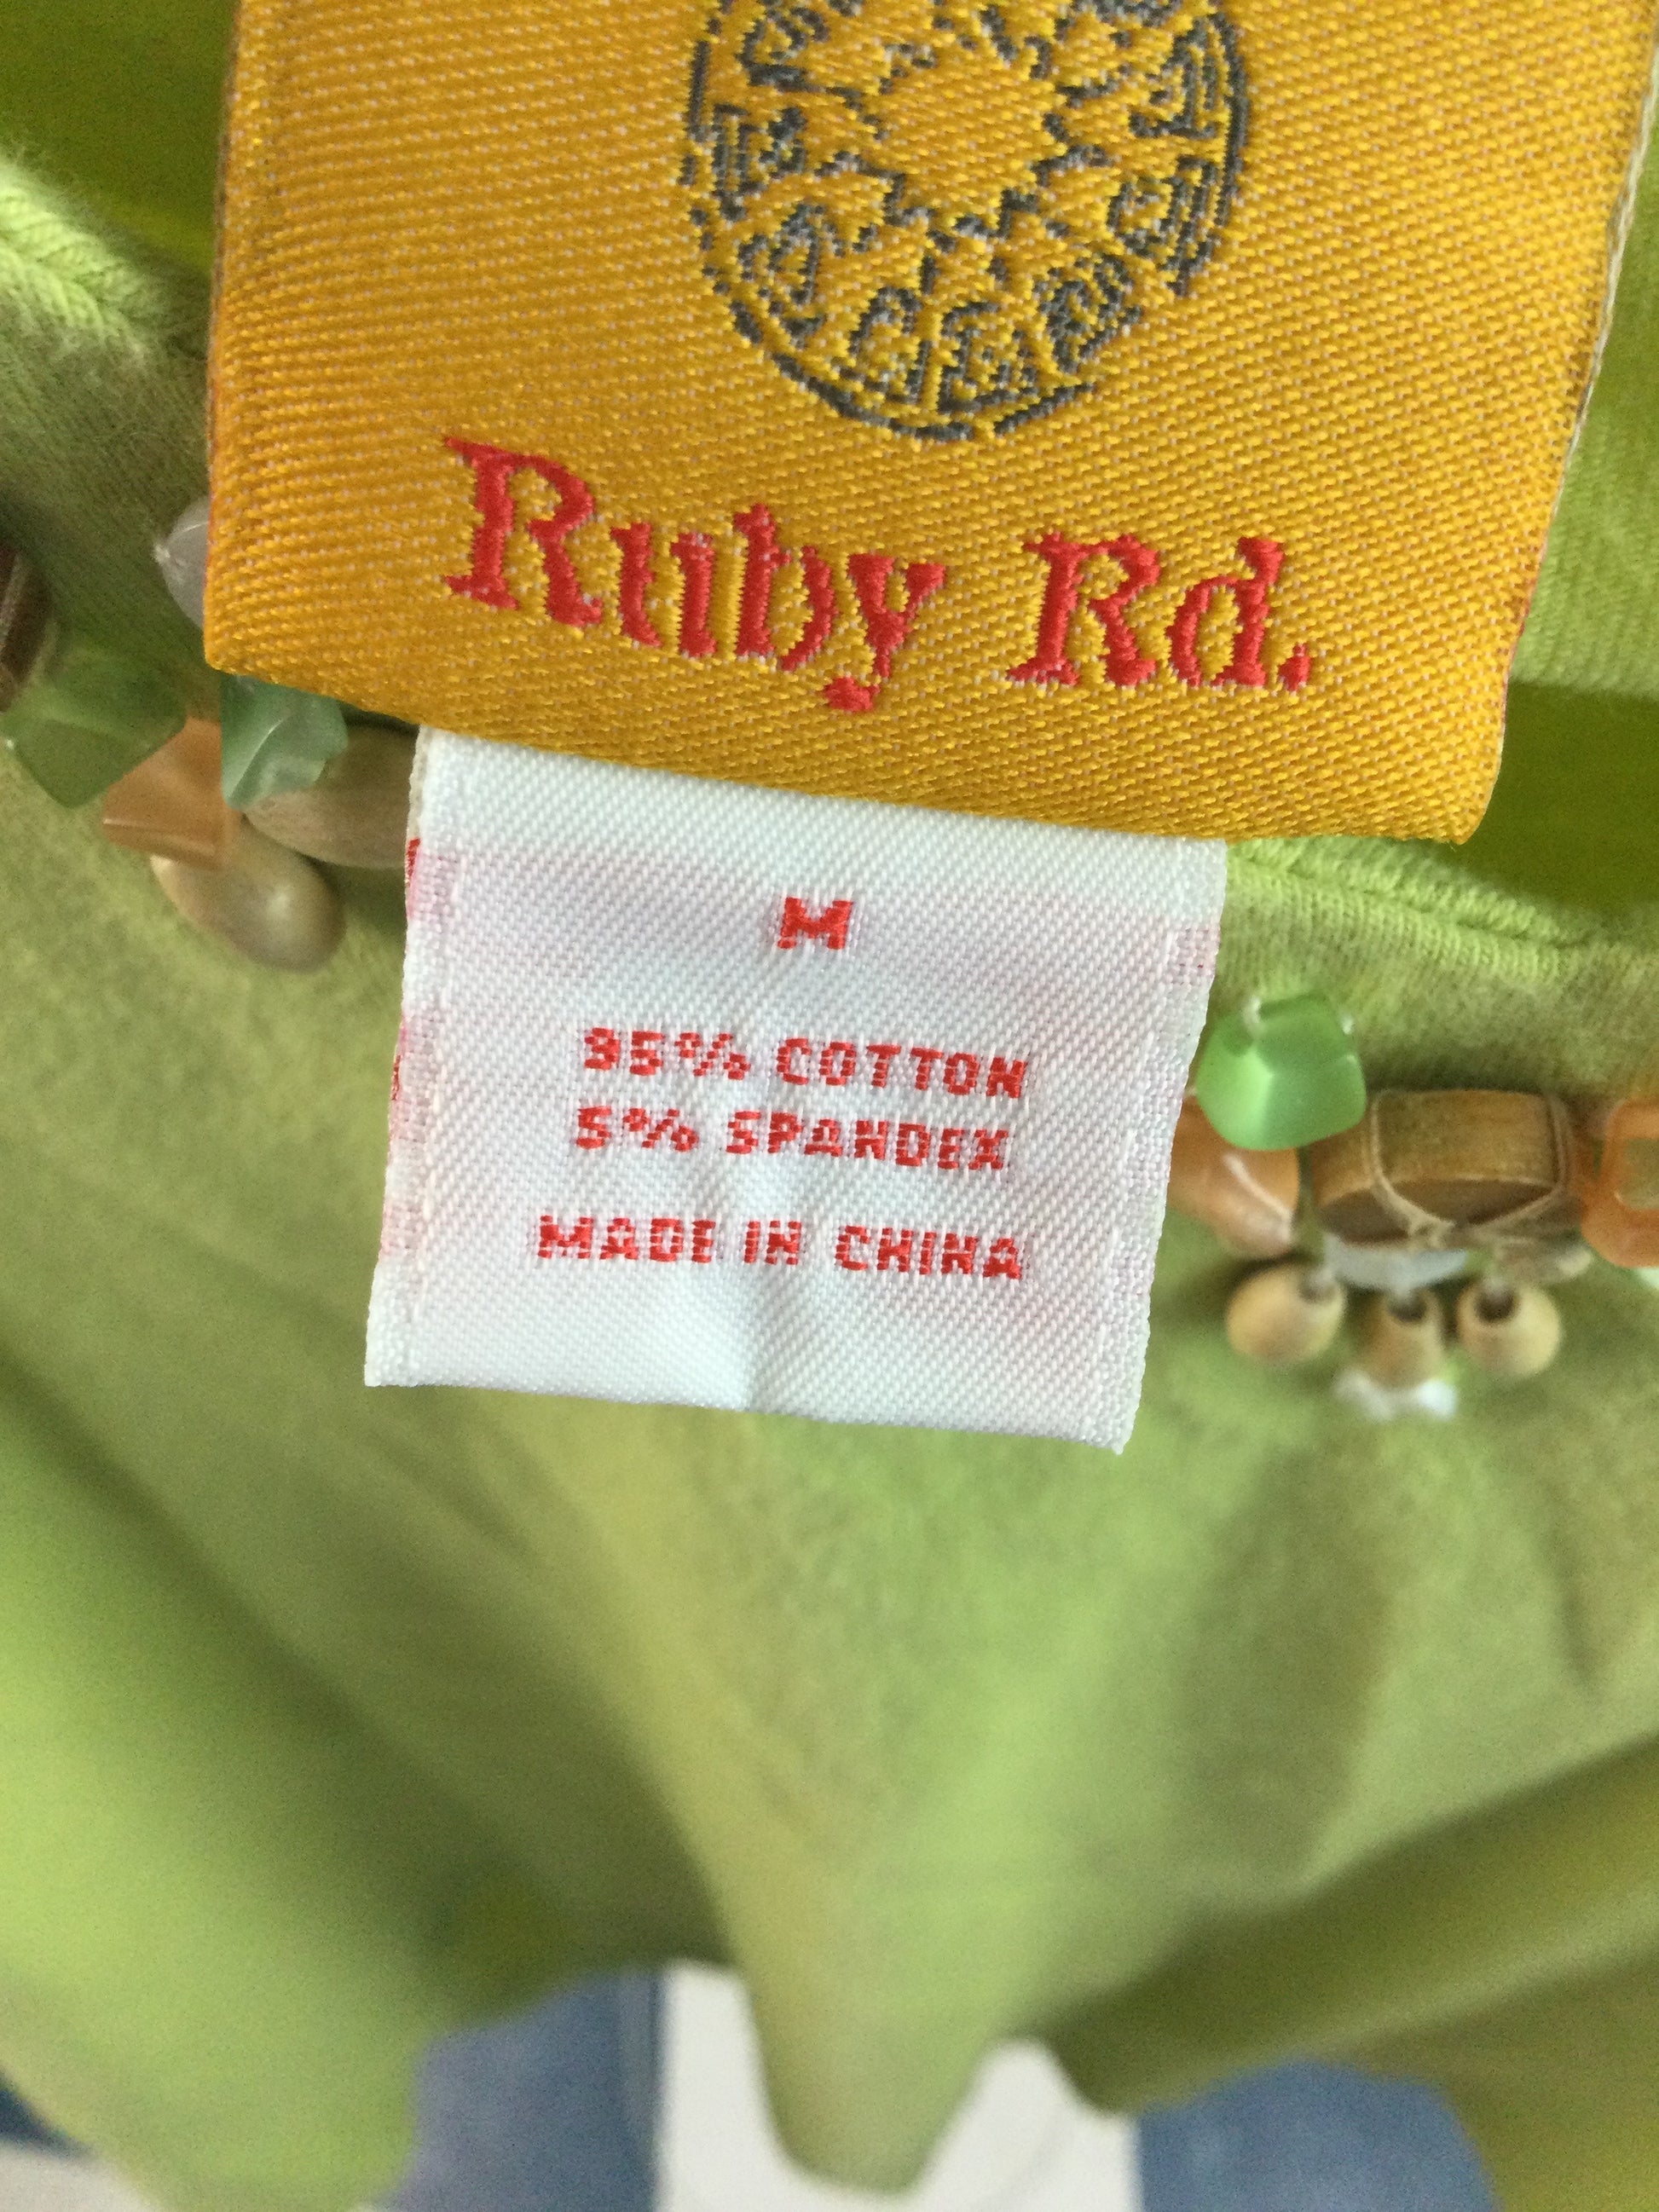 Ruby Rd.
M
95% COTTON
5% SPANDEX
MADE IN CHINA